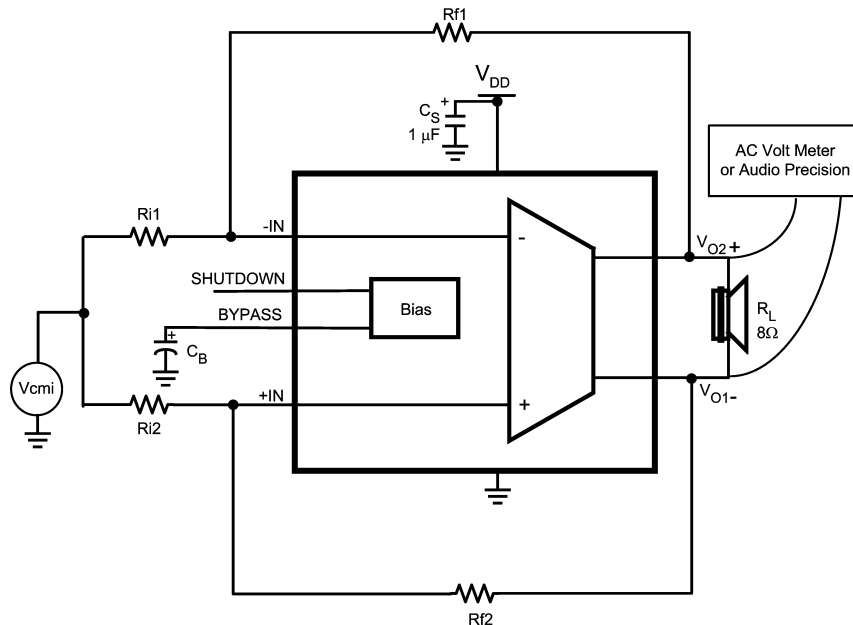 Rf1
V_DD
+
C_S
1 µF
AC Volt Meter
or Audio Precision
Ri1
-IN
-
V_O2 +
SHUTDOWN
Bias
BYPASS
+
C_B
R_L
8Ω
Vcmi
+IN
+
V_O1-
Ri2
Rf2